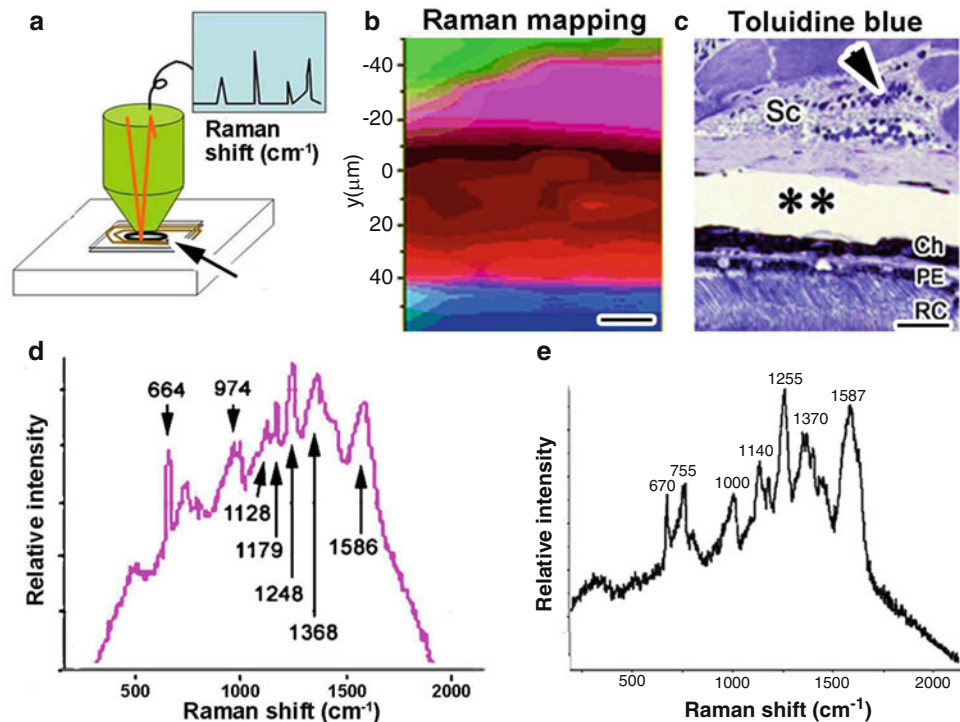 a
Raman
shift (cm-1)
b
Raman mapping
-40
-20
0
20
40
y(μm)
c
Toluidine blue
Sc
**
Ch
PE
RC
d
664
974
1128
1179
1248
1368
1586
Relative intensity
500
1000
1500
2000
Raman shift (cm-1)
e
670
755
1000
1140
1255
1370
1587
Relative intensity
500
1000
1500
2000
Raman shift (cm-1)